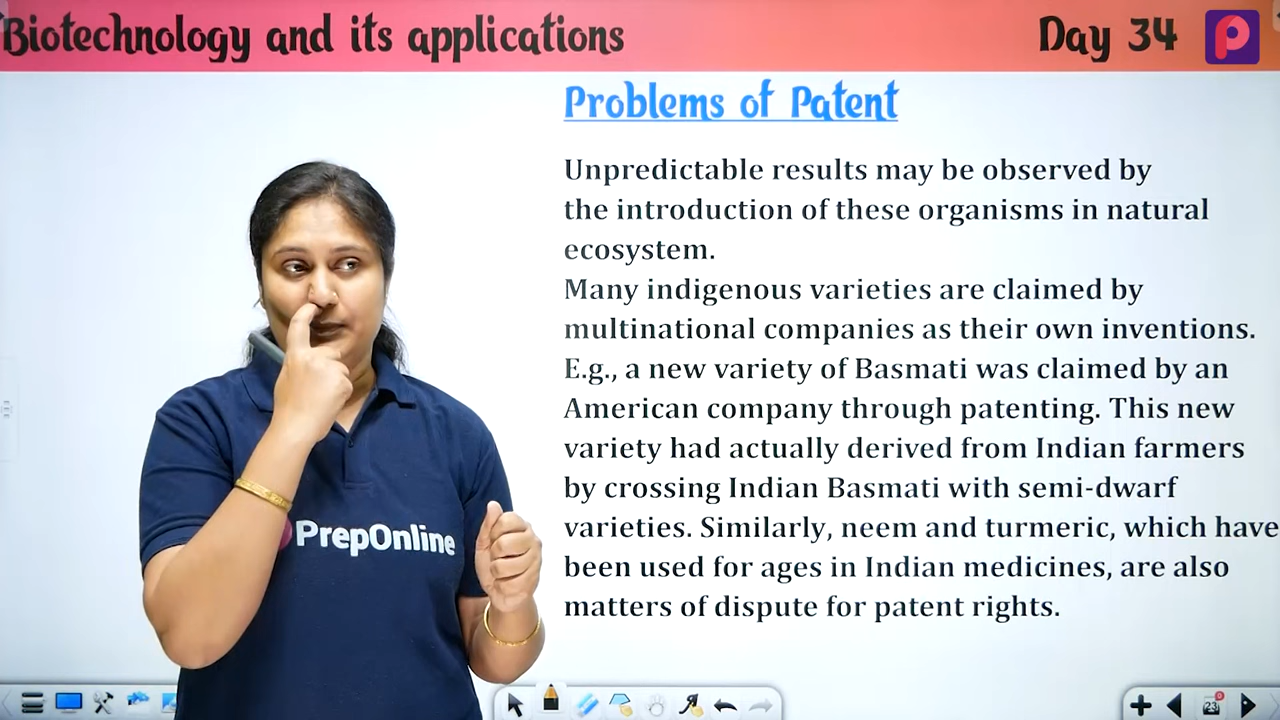 Biotechnology and its applications
Day 34
Problems of Patent
Unpredictable results may be observed by
the introduction of these organisms in natural
ecosystem.
Many indigenous varieties are claimed by
multinational companies as their own inventions.
E.g., a new variety of Basmati was claimed by an
American company through patenting. This new
variety had actually derived from Indian farmers
by crossing Indian Basmati with semi-dwarf
varieties. Similarly, neem and turmeric, which have
been used for ages in Indian medicines, are also
matters of dispute for patent rights.
PrepOnline
23